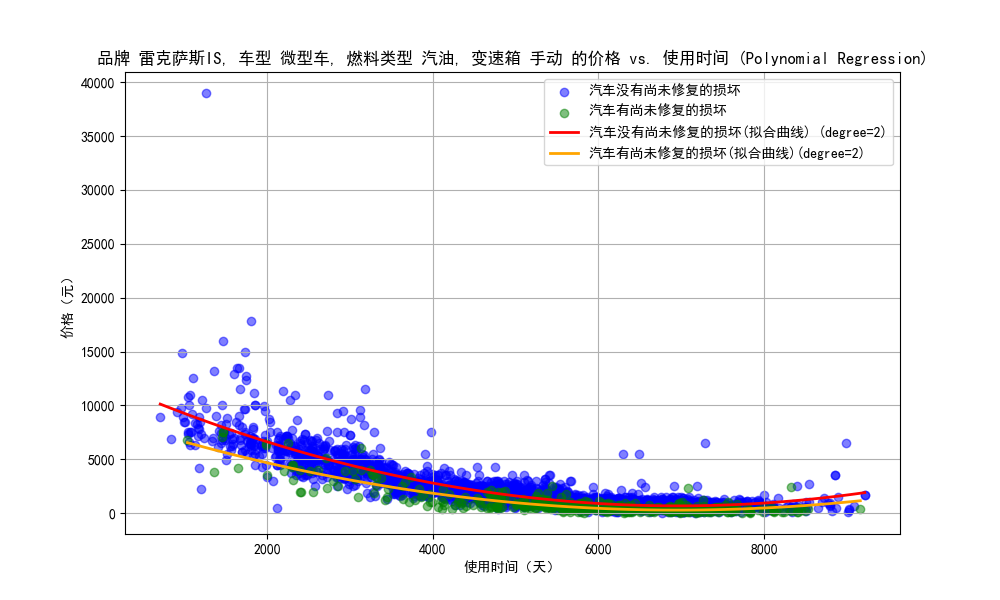 品牌 雷克萨斯IS, 车型 微型车, 燃料类型 汽油, 变速箱 手动 的价格 vs. 使用时间 (Polynomial Regression)
汽车没有尚未修复的损坏
汽车有尚未修复的损坏
汽车没有尚未修复的损坏(拟合曲线) (degree=2)
汽车有尚未修复的损坏(拟合曲线)(degree=2)
40000
35000
30000
25000
20000
15000
10000
5000
0
价格（元）
2000 4000 6000 8000
使用时间（天）